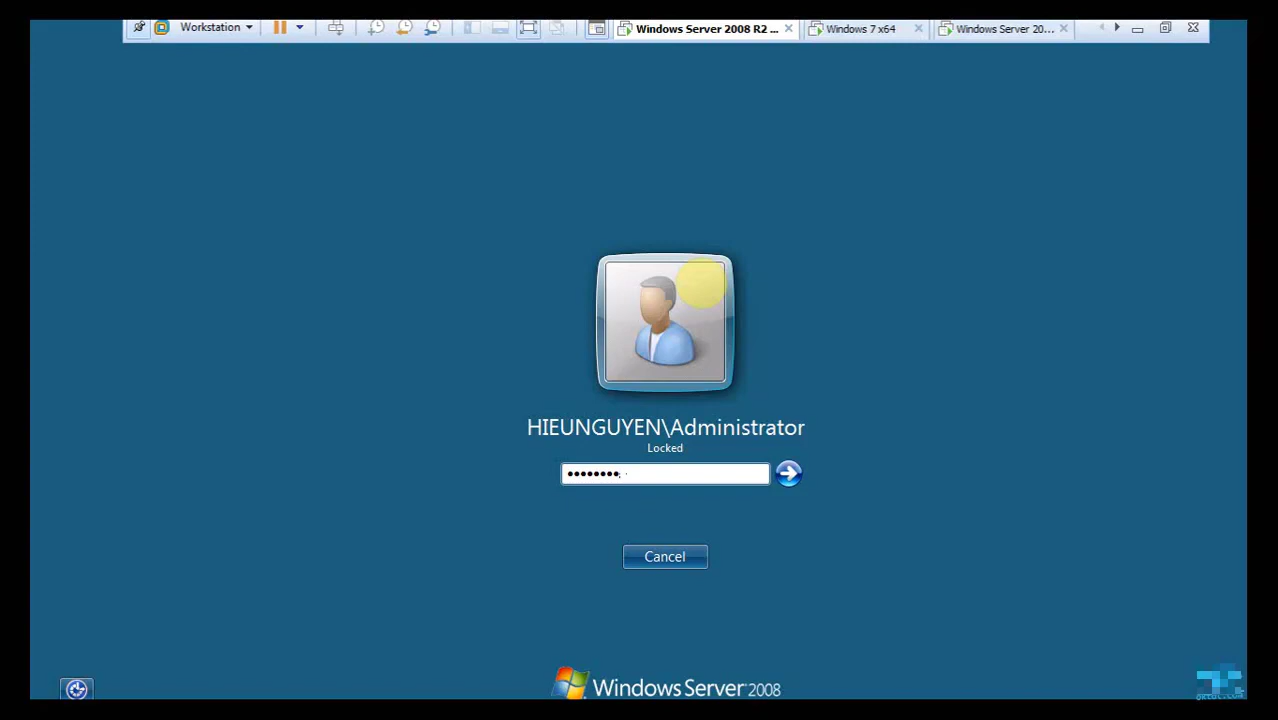 Workstation
Windows Server 2008 R2 ...
Windows 7 x64
Windows Server 20...
HIEUNGUYEN\Administrator
Locked
Cancel
Windows Server 2008